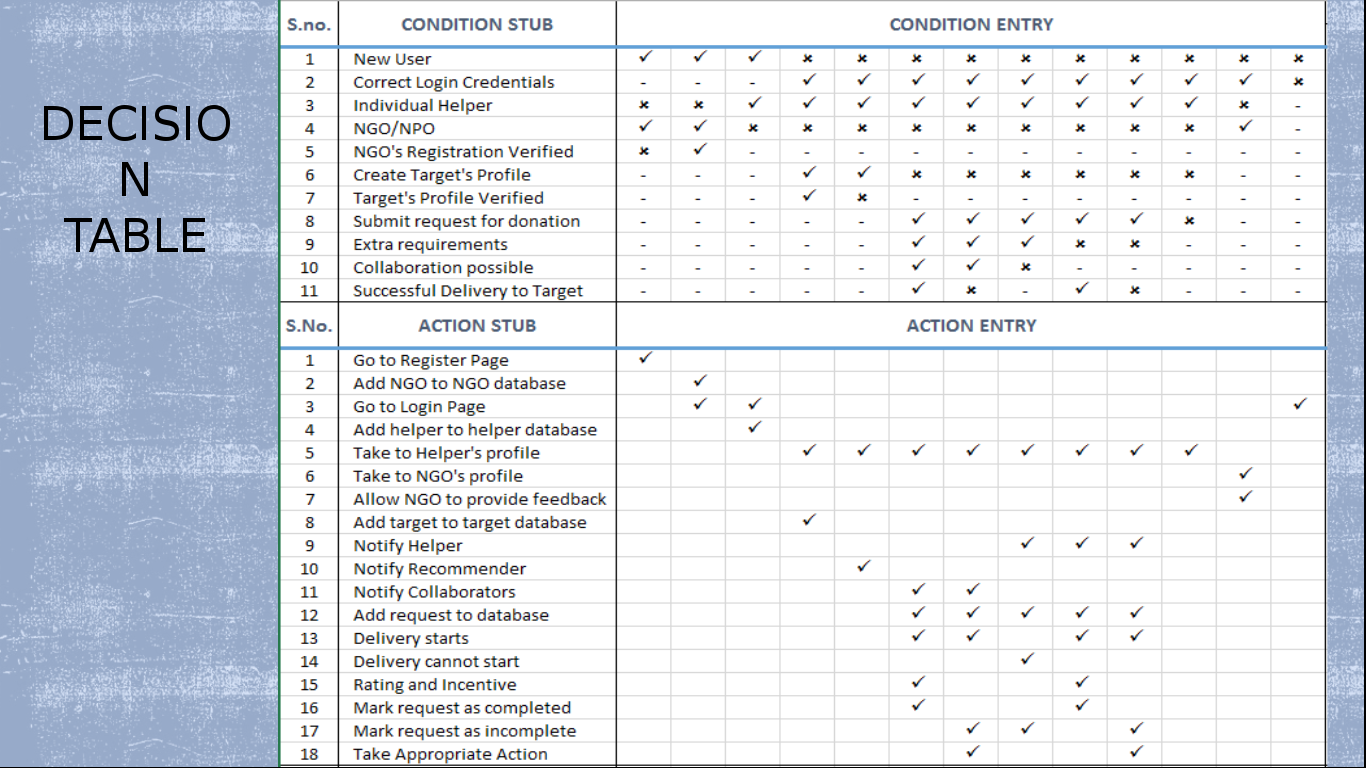 DECISIO
N
TABLE
S.no. CONDITION STUB CONDITION ENTRY
1 New User ✓ ✓ ✓ × × × × × × × × × ×
2 Correct Login Credentials - - - ✓ ✓ ✓ ✓ ✓ ✓ ✓ ✓ ✓ ×
3 Individual Helper × × ✓ ✓ ✓ ✓ ✓ ✓ ✓ ✓ ✓ × -
4 NGO/NPO ✓ ✓ × × × × × × × × × ✓ -
5 NGO's Registration Verified × ✓ - - - - - - - - - - -
6 Create Target's Profile - - - ✓ ✓ × × × × × × - -
7 Target's Profile Verified - - - ✓ × - - - - - - - -
8 Submit request for donation - - - - - ✓ ✓ ✓ ✓ ✓ × - -
9 Extra requirements - - - - - ✓ ✓ ✓ × × - - -
10 Collaboration possible - - - - - ✓ ✓ × - - - - -
11 Successful Delivery to Target - - - - - ✓ × - ✓ × - - -
S.No. ACTION STUB ACTION ENTRY
1 Go to Register Page ✓
2 Add NGO to NGO database ✓
3 Go to Login Page ✓ ✓ ✓
4 Add helper to helper database ✓
5 Take to Helper's profile ✓ ✓ ✓ ✓ ✓ ✓ ✓ ✓
6 Take to NGO's profile ✓
7 Allow NGO to provide feedback ✓
8 Add target to target database ✓
9 Notify Helper ✓ ✓ ✓
10 Notify Recommender ✓
11 Notify Collaborators ✓ ✓
12 Add request to database ✓ ✓ ✓ ✓ ✓
13 Delivery starts ✓ ✓ ✓ ✓
14 Delivery cannot start ✓
15 Rating and Incentive ✓ ✓
16 Mark request as completed ✓ ✓
17 Mark request as incomplete ✓ ✓ ✓
18 Take Appropriate Action ✓ ✓